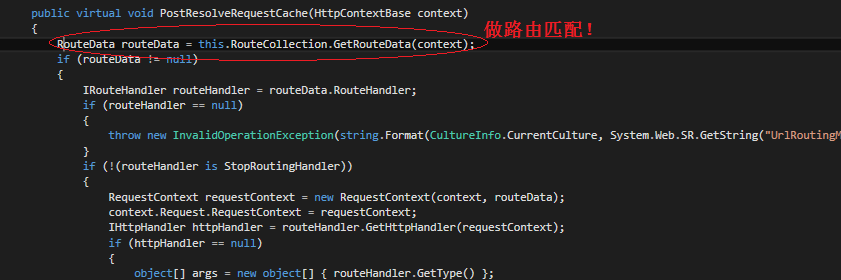 public virtual void PostResolveRequestCache(HttpContextBase context)
{
RouteData routeData = this.RouteCollection.GetRouteData(context);
做路由匹配！
if (routeData != null)
{
IRouteHandler routeHandler = routeData.RouteHandler;
if (routeHandler == null)
{
throw new InvalidOperationException(string.Format(CultureInfo.CurrentCulture, System.Web.SR.GetString("UrlRoutingM
}
if (!(routeHandler is StopRoutingHandler))
{
RequestContext requestContext = new RequestContext(context, routeData);
context.Request.RequestContext = requestContext;
IHttpHandler httpHandler = routeHandler.GetHttpHandler(requestContext);
if (httpHandler == null)
{
object[] args = new object[] { routeHandler.GetType() };